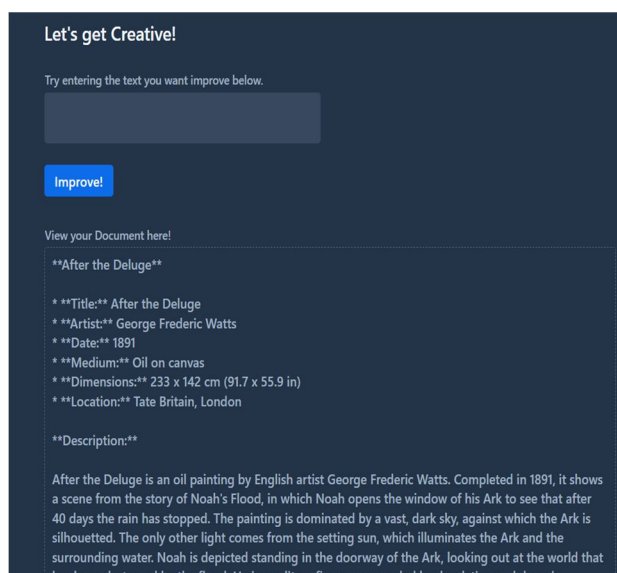 Let's get Creative!
Try entering the text you want improve below.
Improve!
View your Document here!
**After the Deluge**
* **Title:** After the Deluge
* **Artist:** George Frederic Watts
* **Date:** 1891
* **Medium:** Oil on canvas
* **Dimensions:** 233 x 142 cm (91.7 x 55.9 in)
* **Location:** Tate Britain, London
**Description:**
After the Deluge is an oil painting by English artist George Frederic Watts. Completed in 1891, it shows
a scene from the story of Noah's Flood, in which Noah opens the window of his Ark to see that after
40 days the rain has stopped. The painting is dominated by a vast, dark sky, against which the Ark is
silhouetted. The only other light comes from the setting sun, which illuminates the Ark and the
surrounding water. Noah is depicted standing in the doorway of the Ark, looking out at the world that